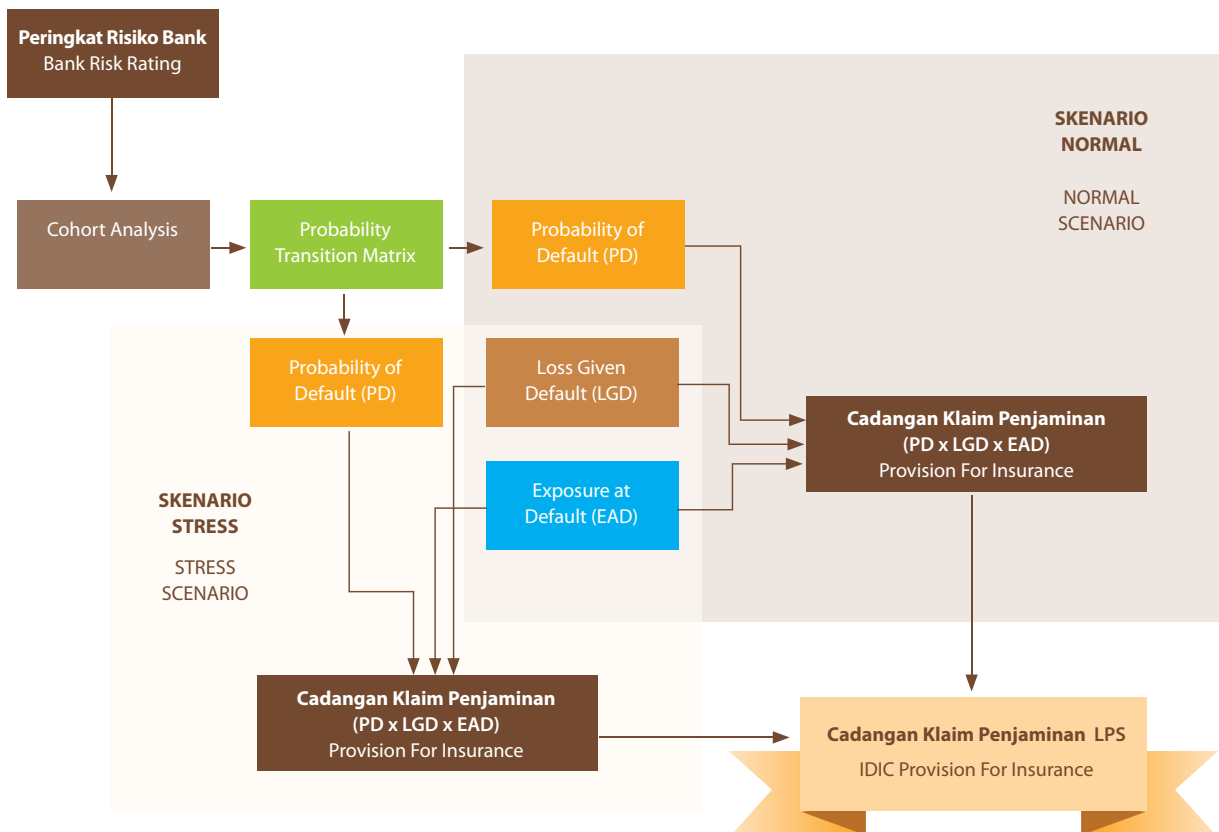 Peringkat Risiko Bank
Bank Risk Rating
SKENARIO
NORMAL
NORMAL
SCENARIO
Cohort Analysis
Probability
Transition Matrix
Probability of
Default (PD)
Probability of
Default (PD)
Loss Given
Default (LGD)
Cadangan Klaim Penjaminan
(PD x LGD x EAD)
Provision For Insurance
Exposure at
Default (EAD)
SKENARIO
STRESS
STRESS
SCENARIO
Cadangan Klaim Penjaminan
(PD x LGD x EAD)
Provision For Insurance
Cadangan Klaim Penjaminan LPS
IDIC Provision For Insurance